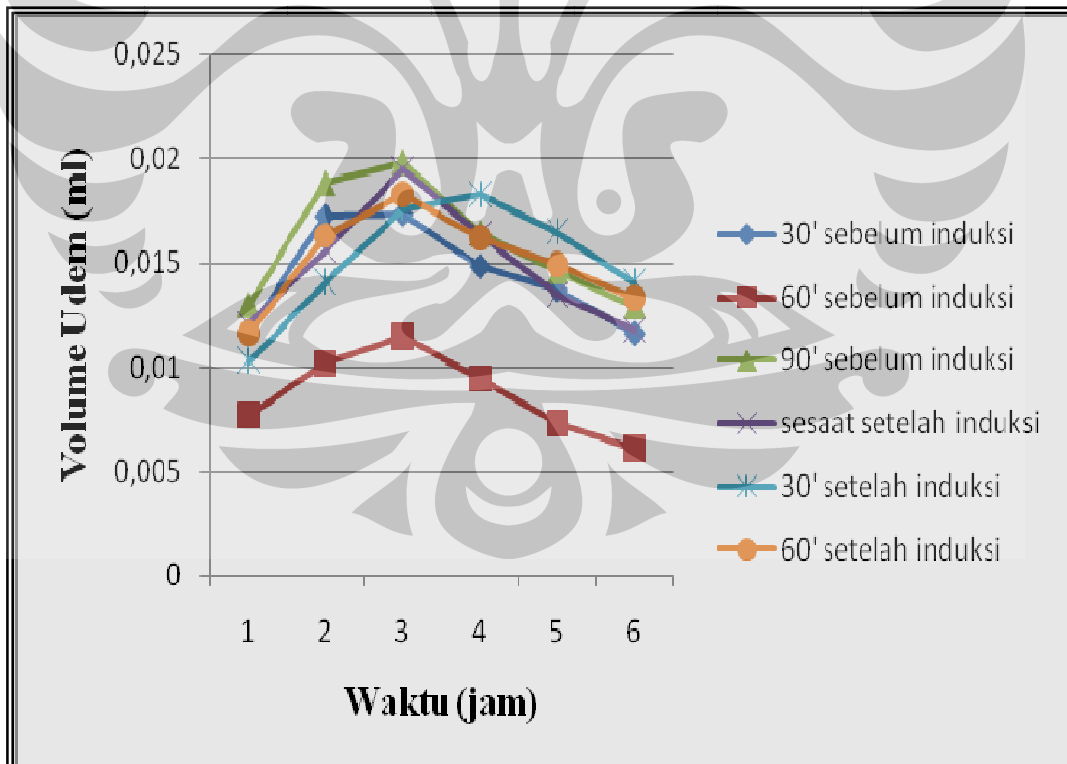 0,025
0,02
0,015
0,01
0,005
0
Volume Udem (ml)
1 2 3 4 5 6
Waktu (jam)
30' sebelum induksi
60' sebelum induksi
90' sebelum induksi
sesaat setelah induksi
30' setelah induksi
60' setelah induksi